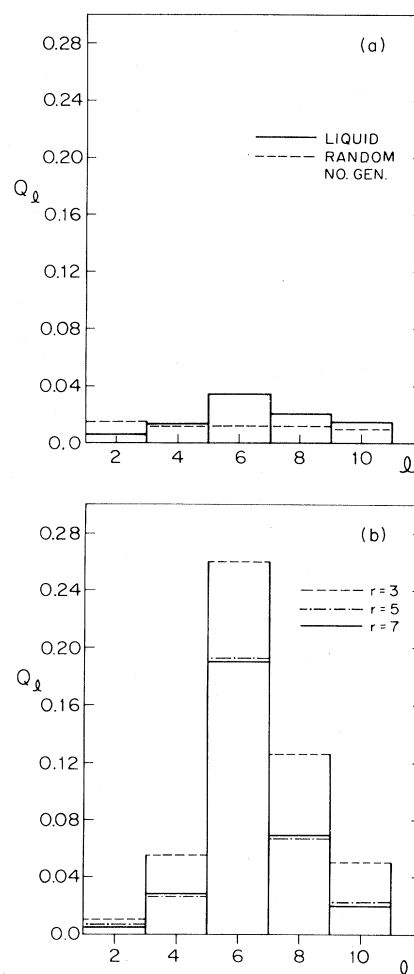 (a)
0.28
0.24
LIQUID
0.20
RANDOM
NO. GEN.
Qℓ
0.16
0.12
0.08
0.04
0.0
2 4 6 8 10 ℓ
(b)
0.28
r = 3
0.24
r = 5
r = 7
0.20
Qℓ
0.16
0.12
0.08
0.04
0.0
2 4 6 8 10 ℓ